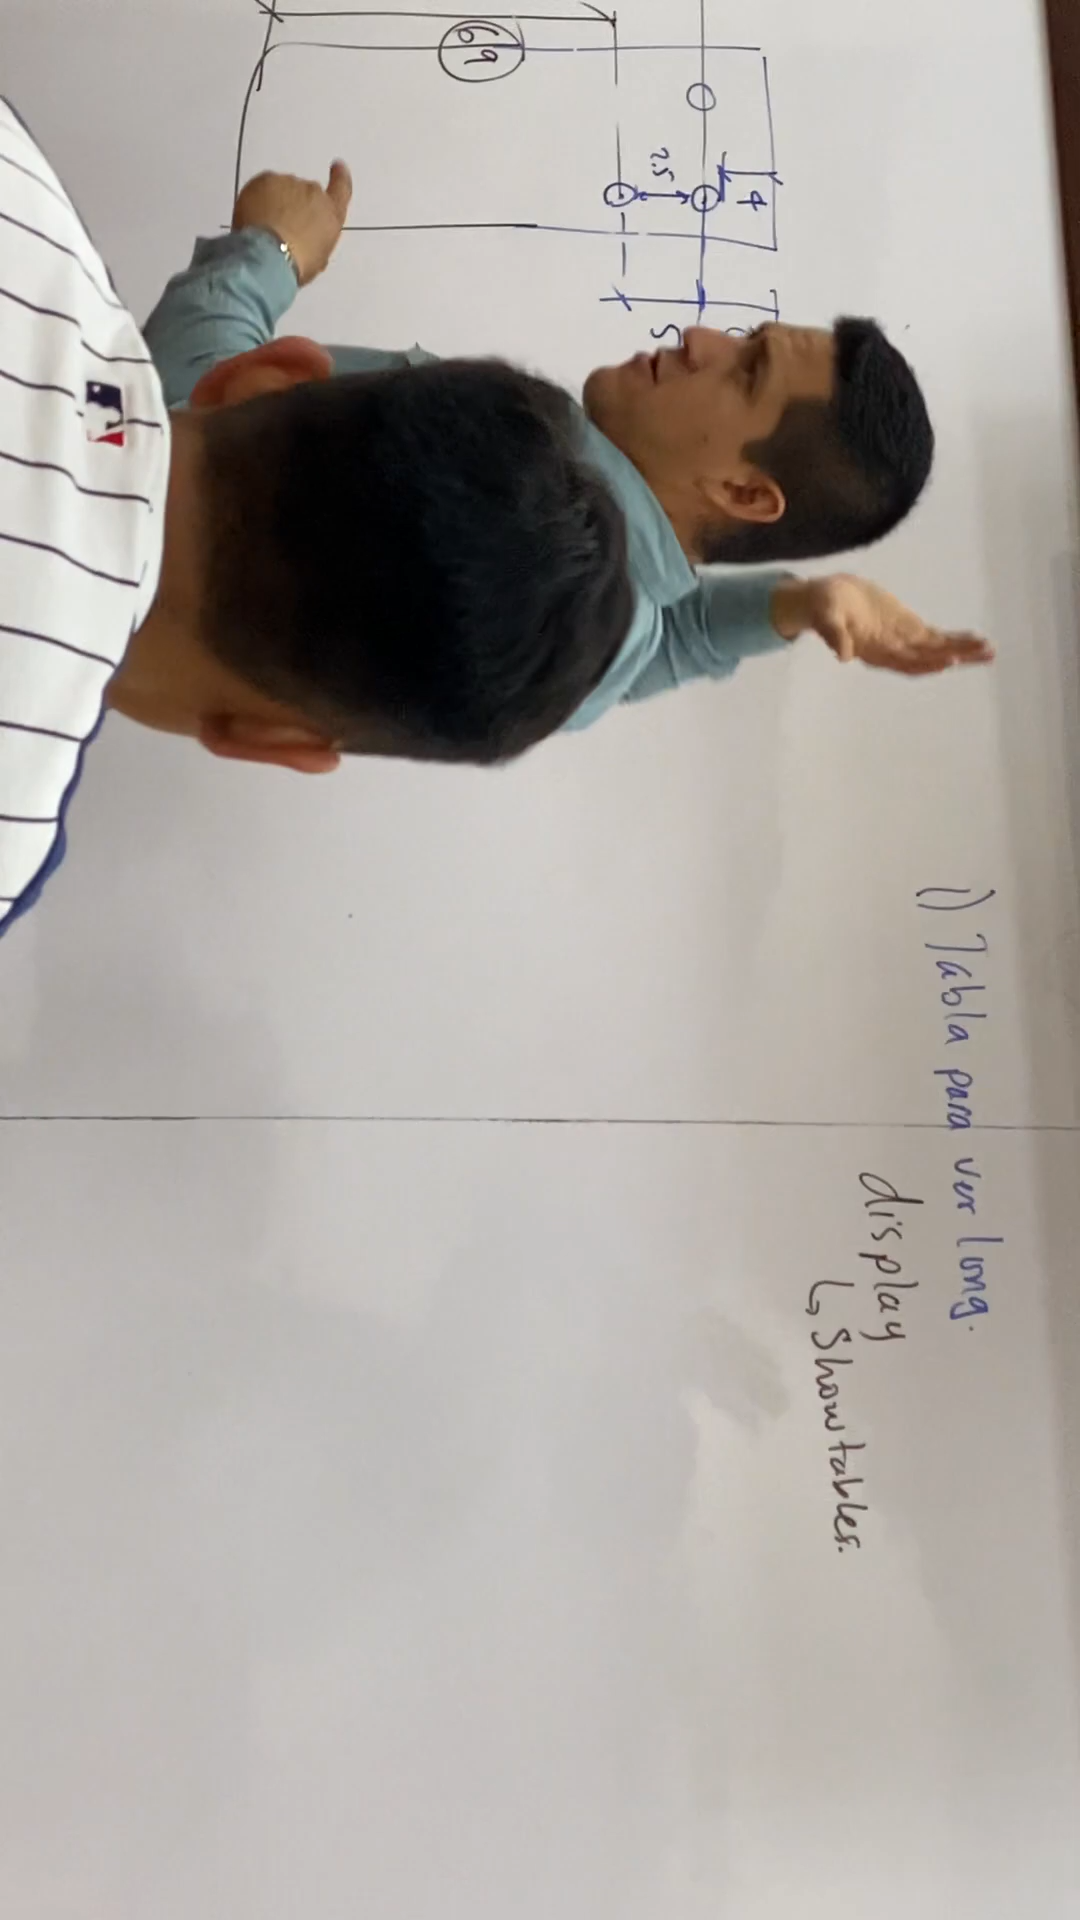 1) Tabla para ver long.
display
↳ Show tables.
4
2.5
5
69